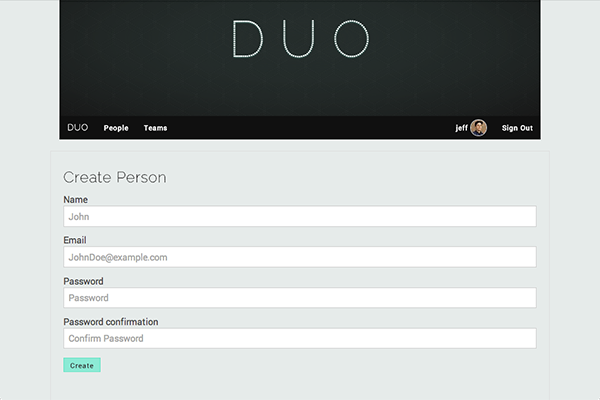 DUO
DUO People Teams jeff Sign Out
Create Person
Name
John
Email
JohnDoe@example.com
Password
Password
Password confirmation
Confirm Password
Create